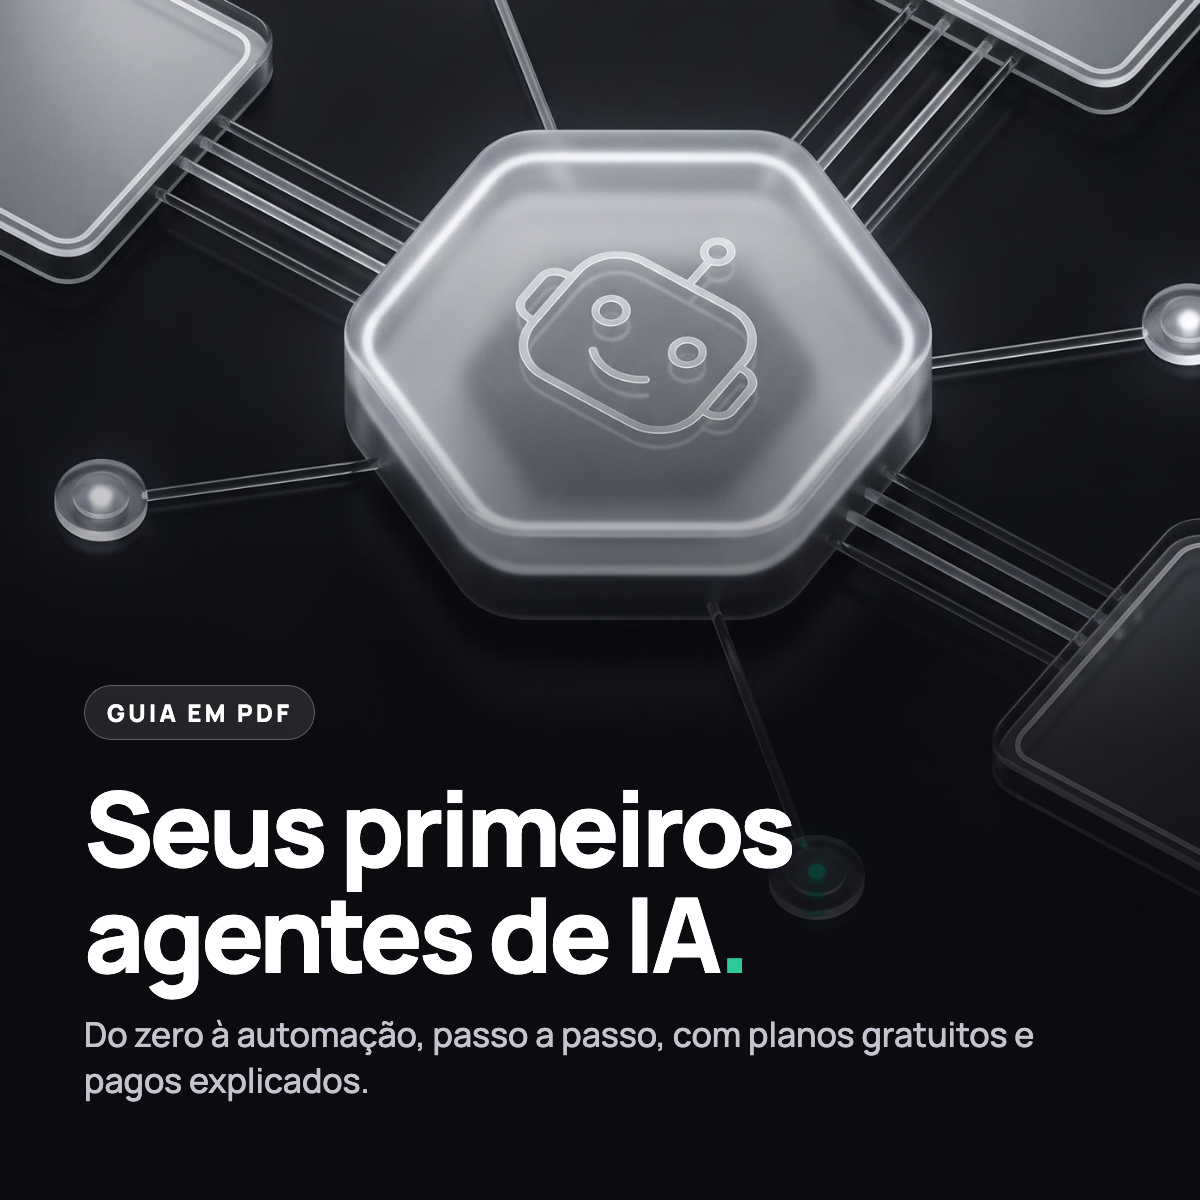 GUIA EM PDF
Seus primeiros
agentes de IA.
Do zero à automação, passo a passo, com planos gratuitos e
pagos explicados.